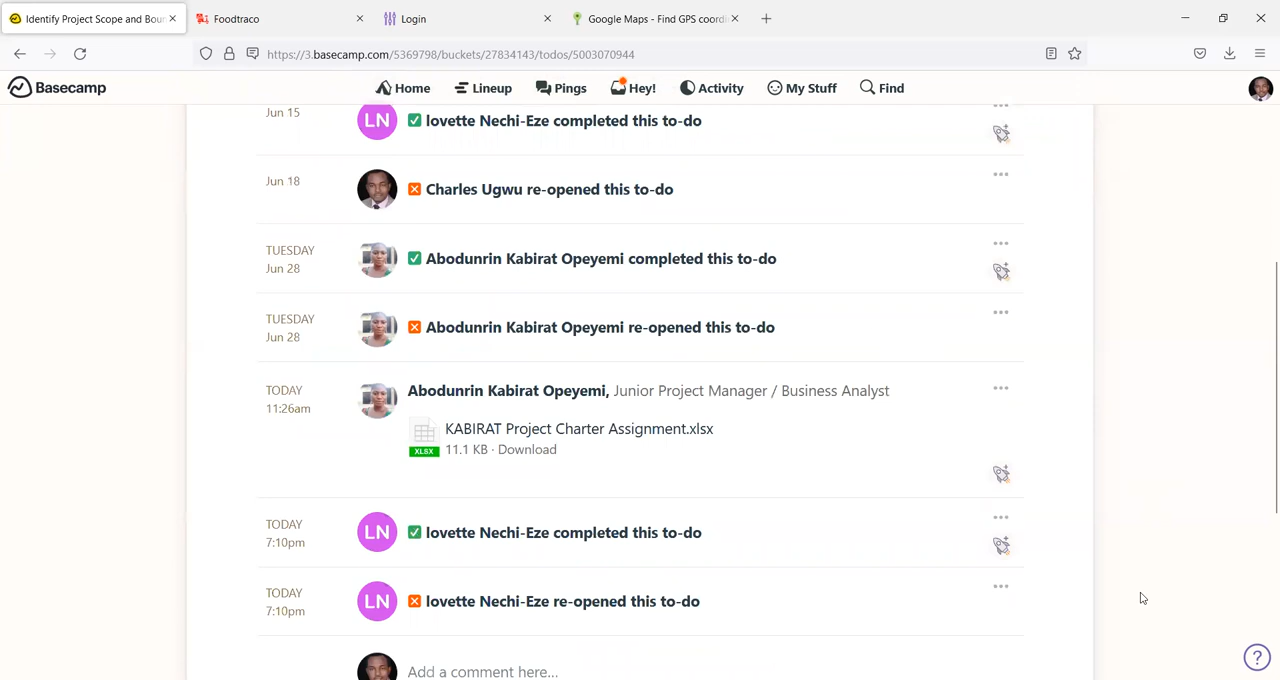 Identify Project Scope and Boun
Foodtraco
Login
Google Maps - Find GPS coordi
https://3.basecamp.com/5369798/buckets/27834143/todos/5003070944
Basecamp
Home
Lineup
Pings
Hey!
Activity
My Stuff
Find
Jun 15
LN
lovette Nechi-Eze completed this to-do
Jun 18
Charles Ugwu re-opened this to-do
TUESDAY
Jun 28
Abodunrin Kabirat Opeyemi completed this to-do
TUESDAY
Jun 28
Abodunrin Kabirat Opeyemi re-opened this to-do
TODAY
11:26am
Abodunrin Kabirat Opeyemi, Junior Project Manager / Business Analyst
KABIRAT Project Charter Assignment.xlsx
XLSX
11.1 KB · Download
TODAY
7:10pm
LN
lovette Nechi-Eze completed this to-do
TODAY
7:10pm
LN
lovette Nechi-Eze re-opened this to-do
Add a comment here...
?